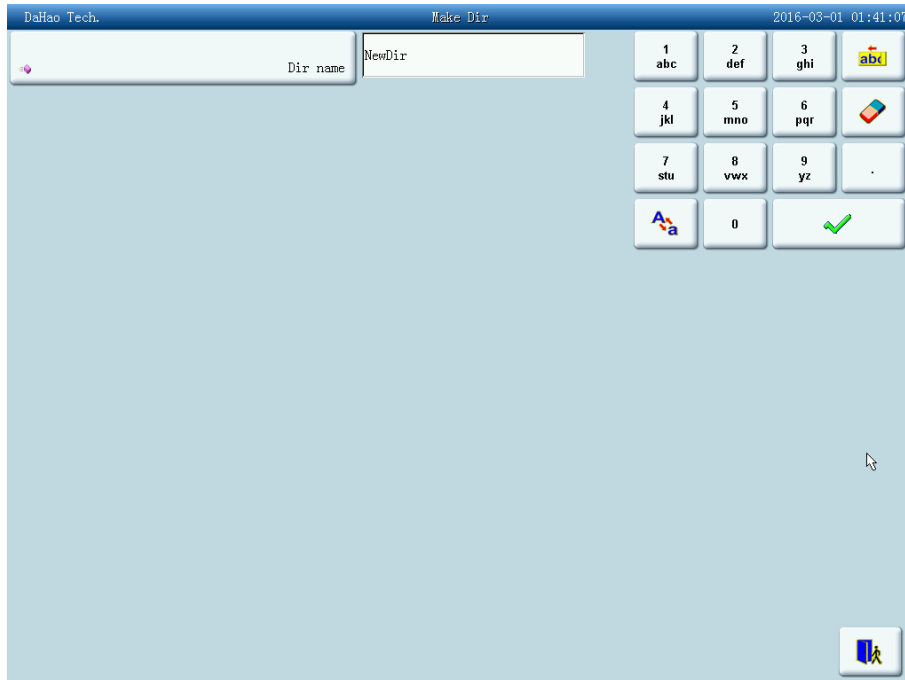 DaHao Tech. Make Dir 2016-03-01 01:41:07
Dir name NewDir
1 2 3
abc def ghi abc
4 5 6
jkl mno pqr
7 8 9 .
stu vwx yz
A a 0